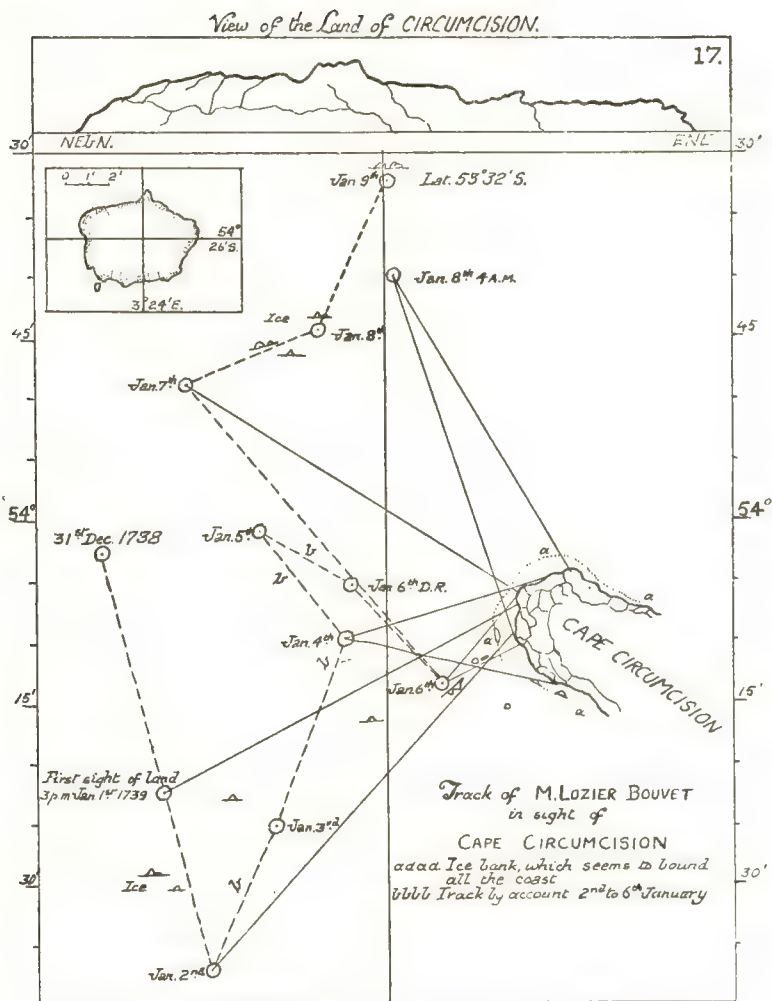 View of the Land of CIRCUMCISION.
17.
NEbN.
ENE
30'
30'
0 1' 2'
54°
26'S.
3°24'E.
Jan 9th
Lat. 53°32'S.
Jan. 8th 4 A.M.
Ice
Jan. 8th
45'
45'
Jan. 7th
54°
54°
31st Dec. 1738
Jan. 5th
b
b
a
a
Jan 6th D.R.
Jan. 4th
b
a
CAPE CIRCUMCISION
Jan. 6th
A
15'
15'
a
First sight of land
3 p m Jan 1st 1739
Jan. 3rd
Track of M. LOZIER BOUVET
in sight of
CAPE CIRCUMCISION
aaaa Ice bank, which seems to bound
all the coast
bbbb Track by account 2nd to 6th January
30'
30'
Ice
b
Jan. 2nd